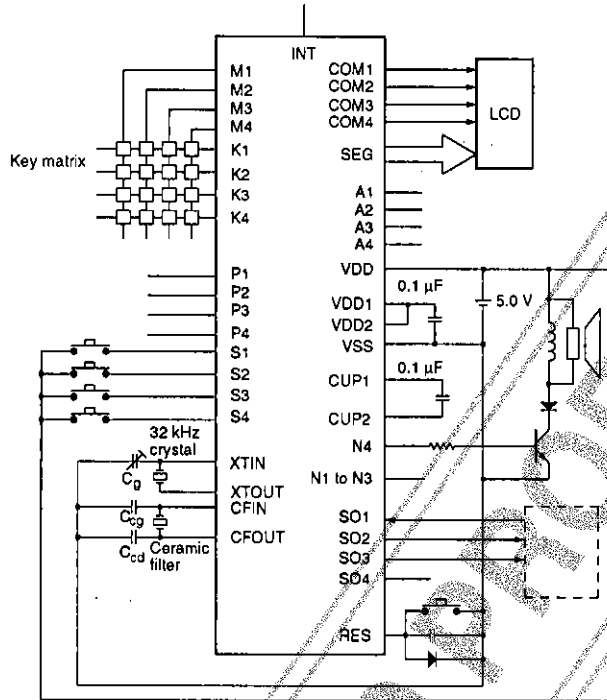 INT
M1
M2
M3
M4
Key matrix
K1
K2
K3
K4
P1
P2
P3
P4
S1
S2
S3
S4
32 kHz
crystal
XTIN
Cg
XTOUT
Ccg
CFIN
Ccd
Ceramic
filter
CFOUT
COM1
COM2
COM3
COM4
LCD
SEG
A1
A2
A3
A4
VDD
0.1 µF
5.0 V
VDD1
VDD2
VSS
0.1 µF
CUP1
CUP2
N4
N1 to N3
SO1
SO2
SO3
SO4
RES